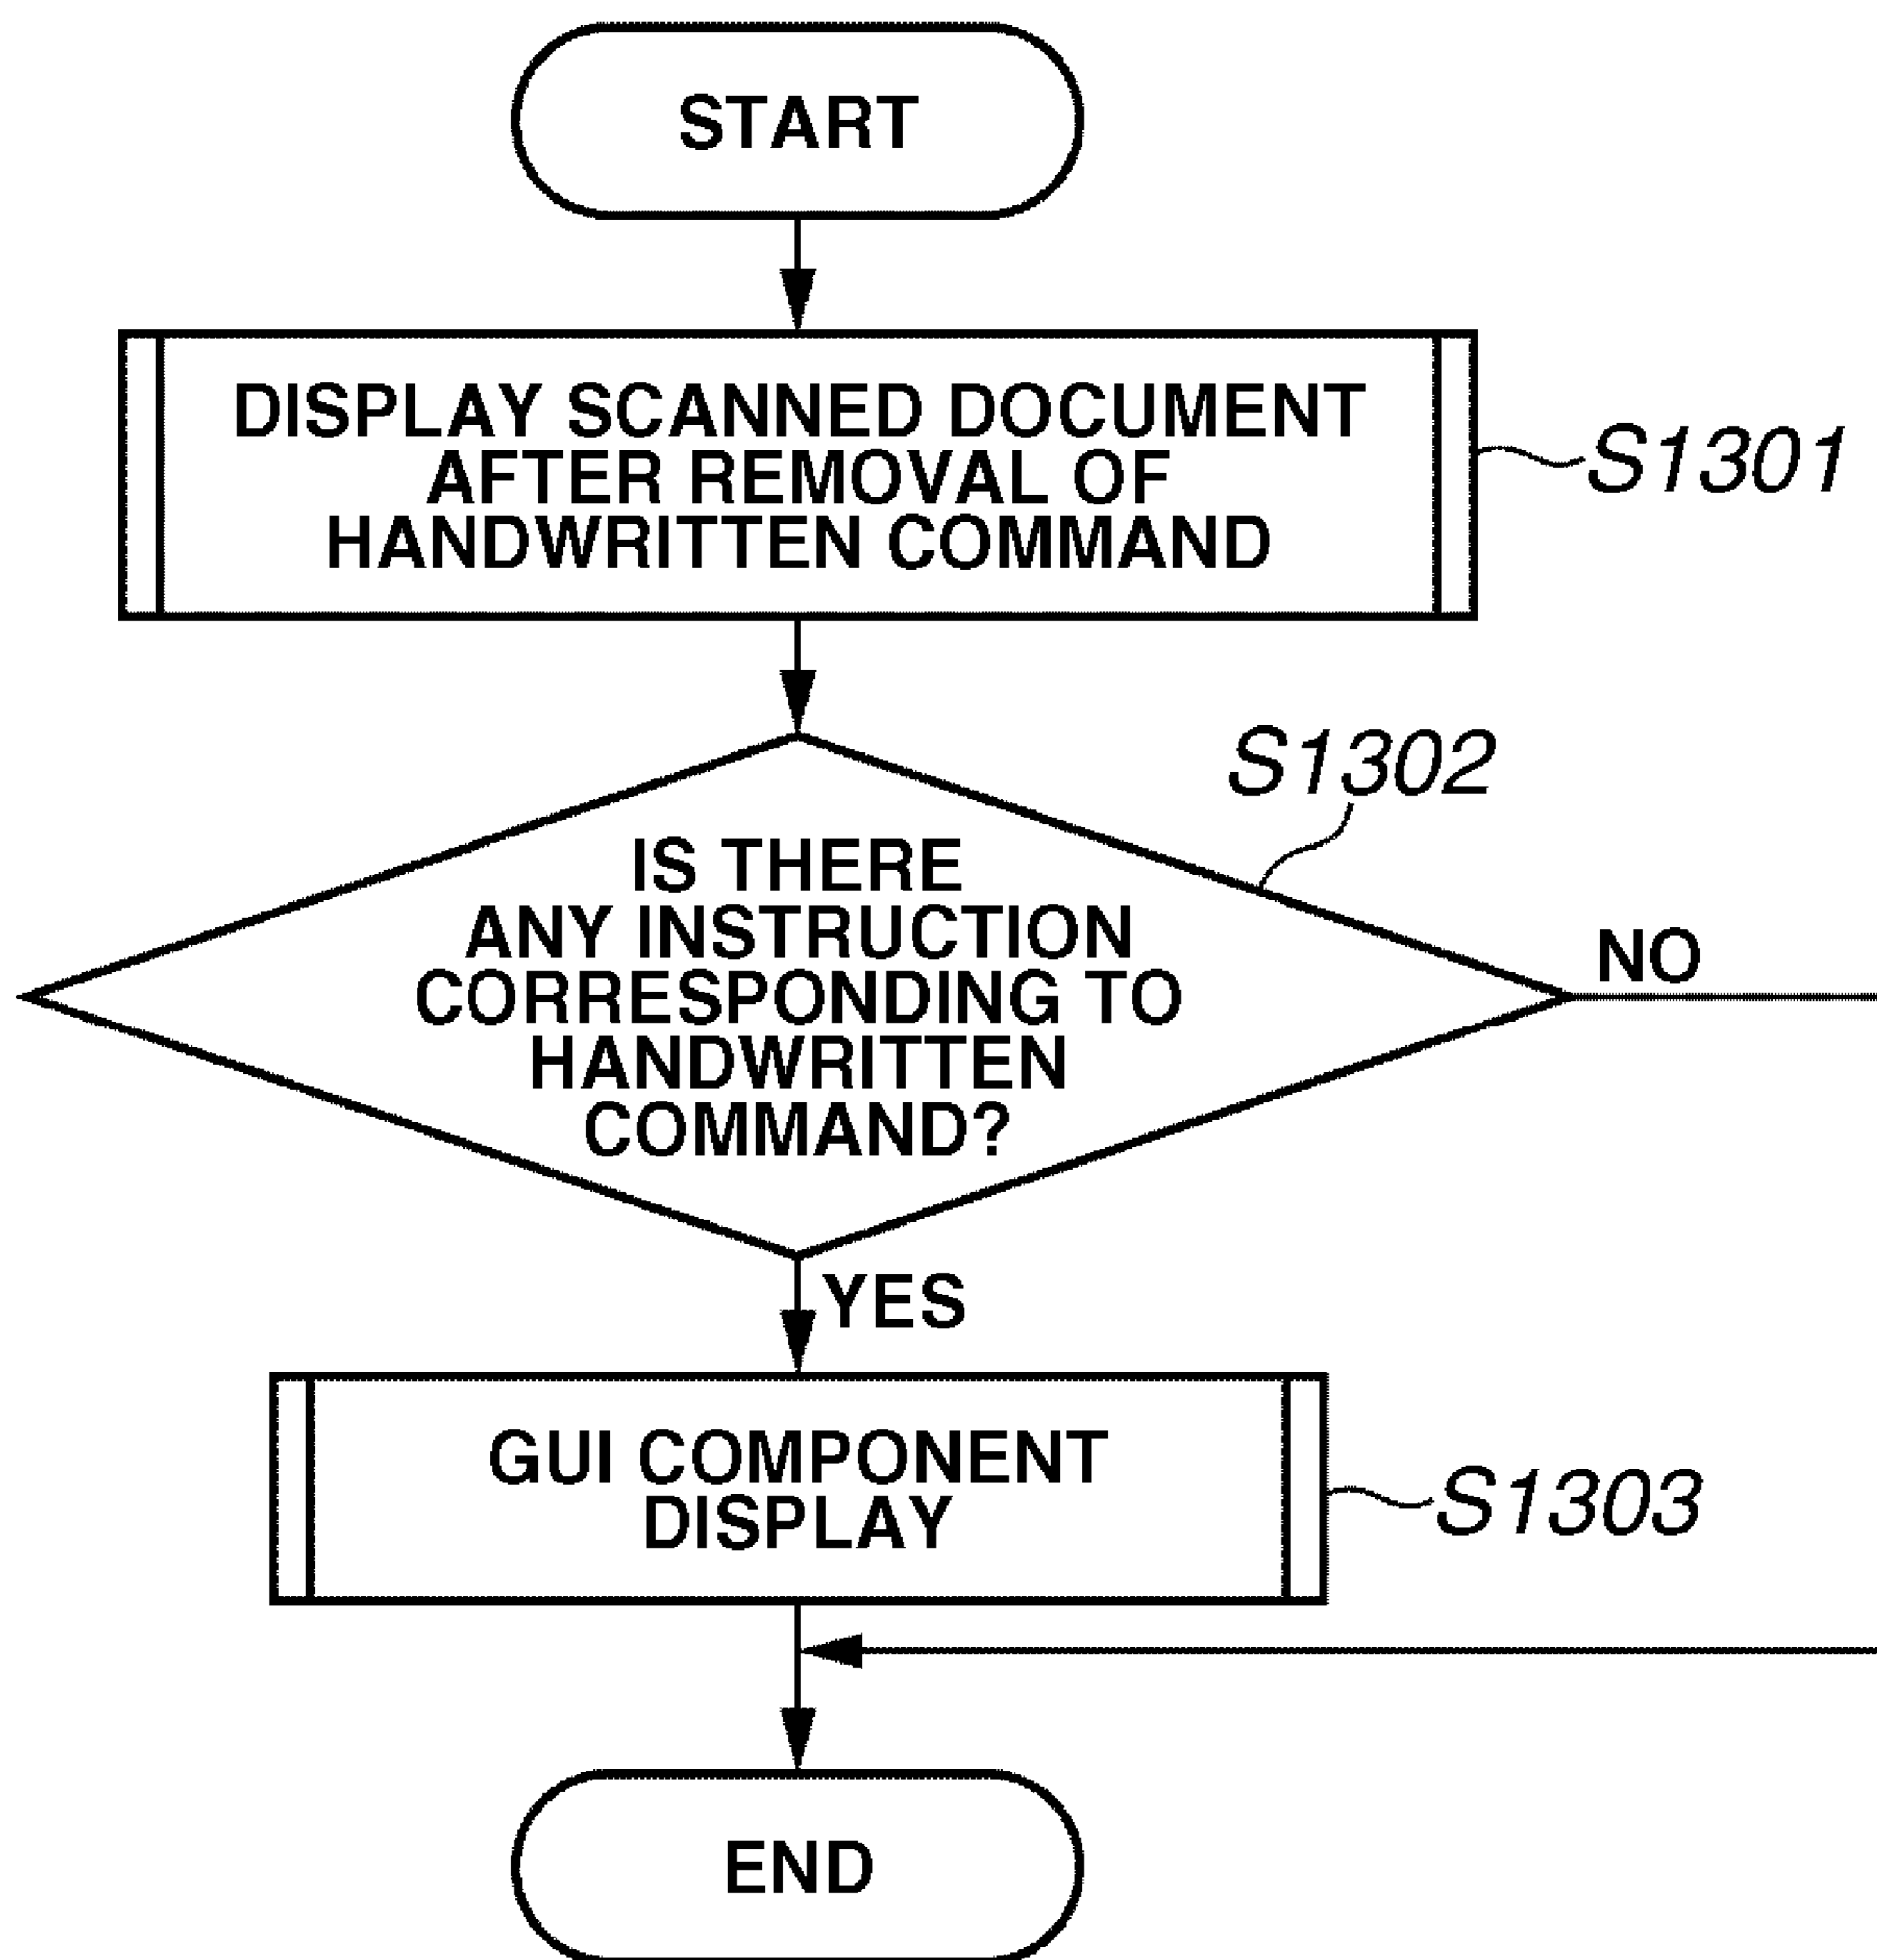 START
DISPLAY SCANNED DOCUMENT
AFTER REMOVAL OF
HANDWRITTEN COMMAND
S1301
S1302
IS THERE
ANY INSTRUCTION
CORRESPONDING TO
HANDWRITTEN
COMMAND?
NO
YES
GUI COMPONENT
DISPLAY
S1303
END